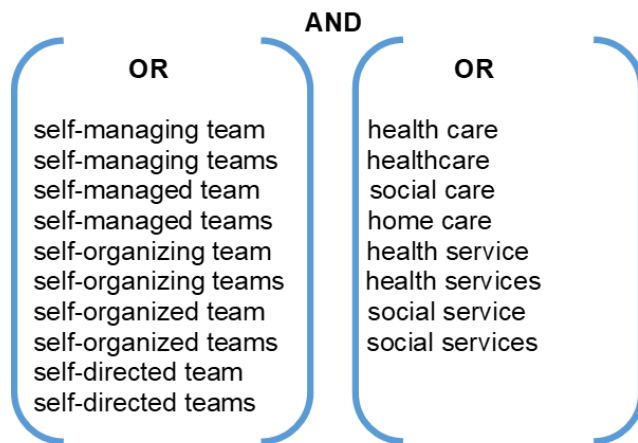 AND
OR
self-managing team
self-managing teams
self-managed team
self-managed teams
self-organizing team
self-organizing teams
self-organized team
self-organized teams
self-directed team
self-directed teams
OR
health care
healthcare
social care
home care
health service
health services
social service
social services